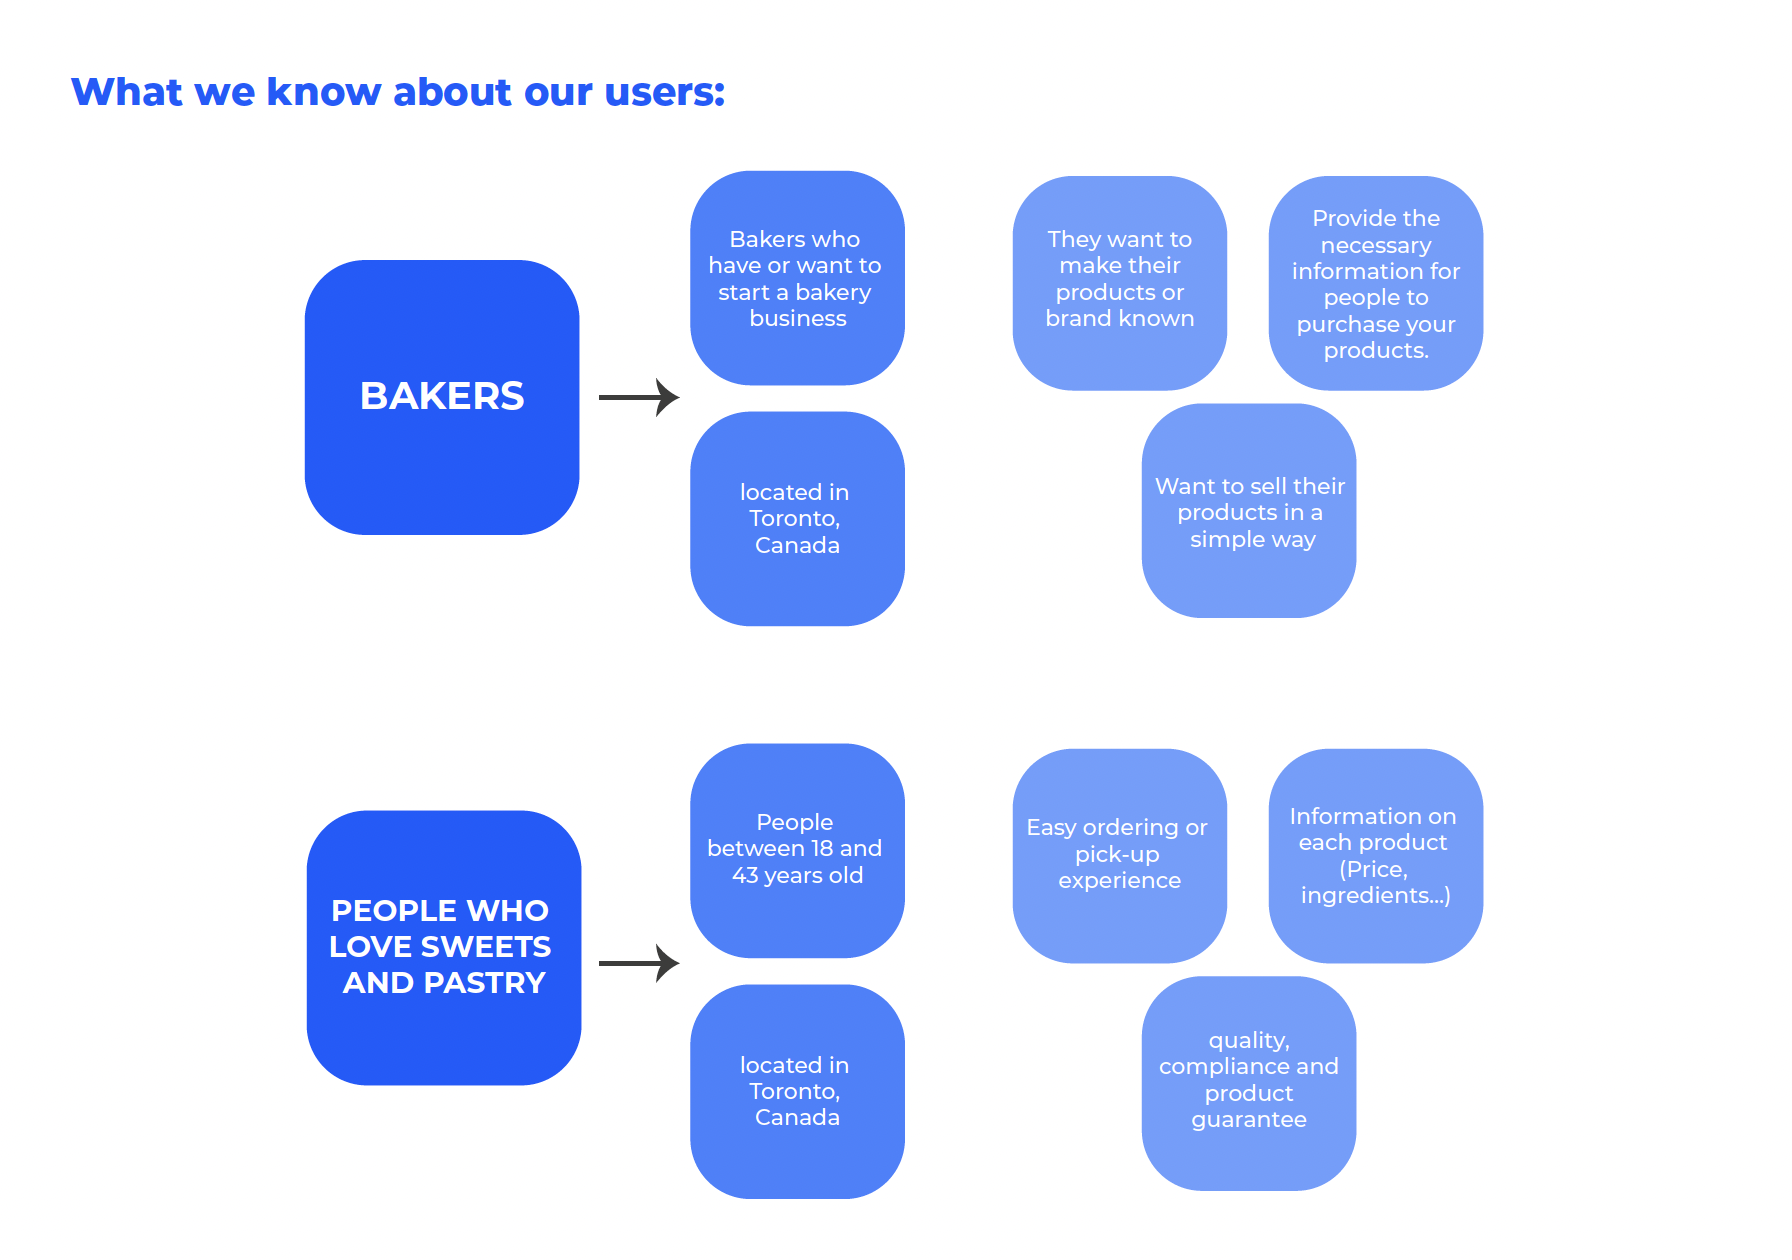 What we know about our users:
BAKERS
Bakers who
have or want to
start a bakery
business
located in
Toronto,
Canada
They want to
make their
products or
brand known
Provide the
necessary
information for
people to
purchase your
products.
Want to sell their
products in a
simple way
PEOPLE WHO
LOVE SWEETS
AND PASTRY
People
between 18 and
43 years old
located in
Toronto,
Canada
Easy ordering or
pick-up
experience
Information on
each product
(Price,
ingredients...)
quality,
compliance and
product
guarantee